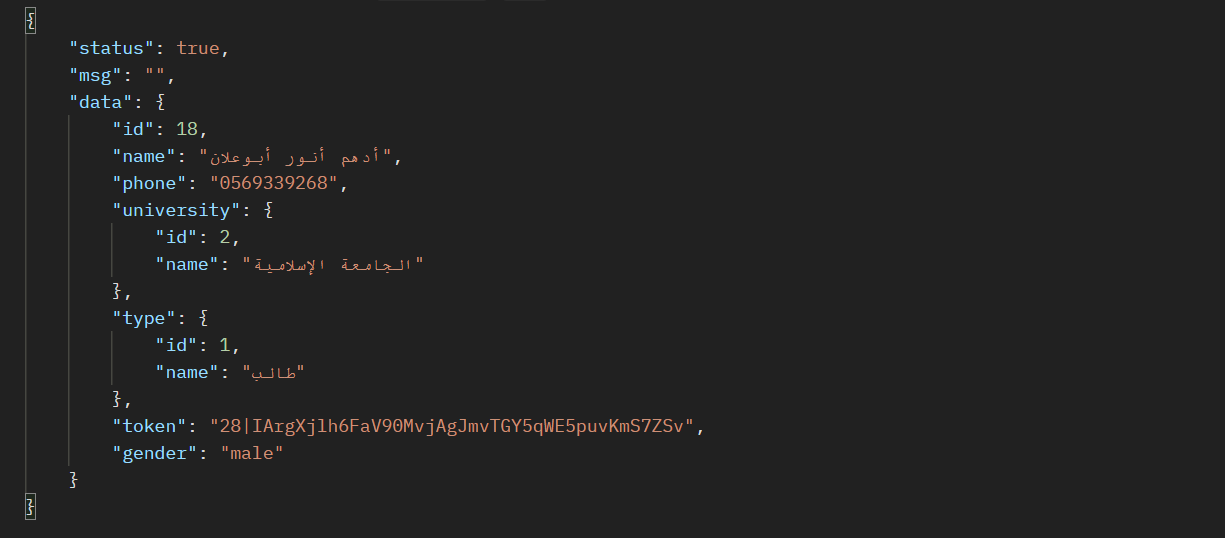 {
"status": true,
"msg": "",
"data": {
"id": 18,
"name": "أدهم أنور أبوعلان",
"phone": "0569339268",
"university": {
"id": 2,
"name": "الجامعة الإسلامية"
},
"type": {
"id": 1,
"name": "طالب"
},
"token": "28|IArgXjlh6FaV90MvjAgJmvTGY5qWE5puvKmS7ZSv",
"gender": "male"
}
}